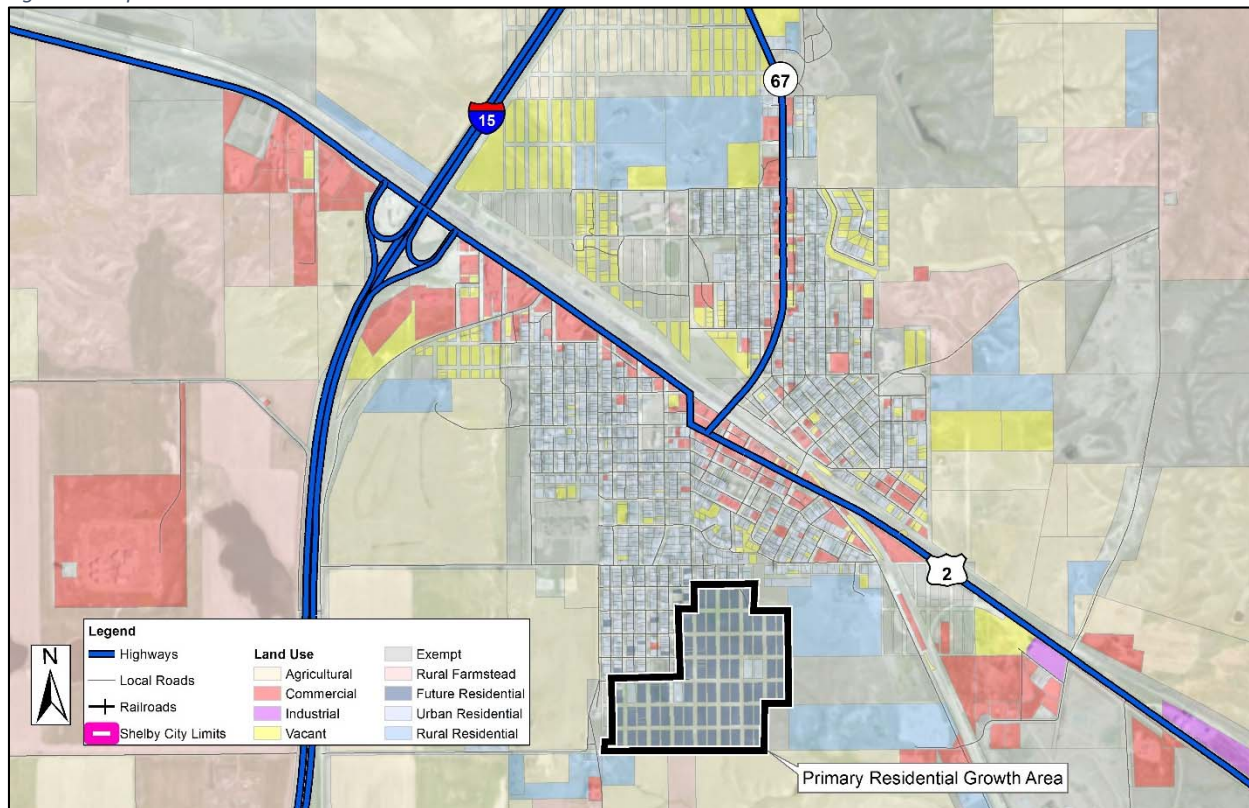 67
15
2
N
Legend
Highways
Local Roads
Railroads
Shelby City Limits
Land Use
Agricultural
Commercial
Industrial
Vacant
Exempt
Rural Farmstead
Future Residential
Urban Residential
Rural Residential
Primary Residential Growth Area